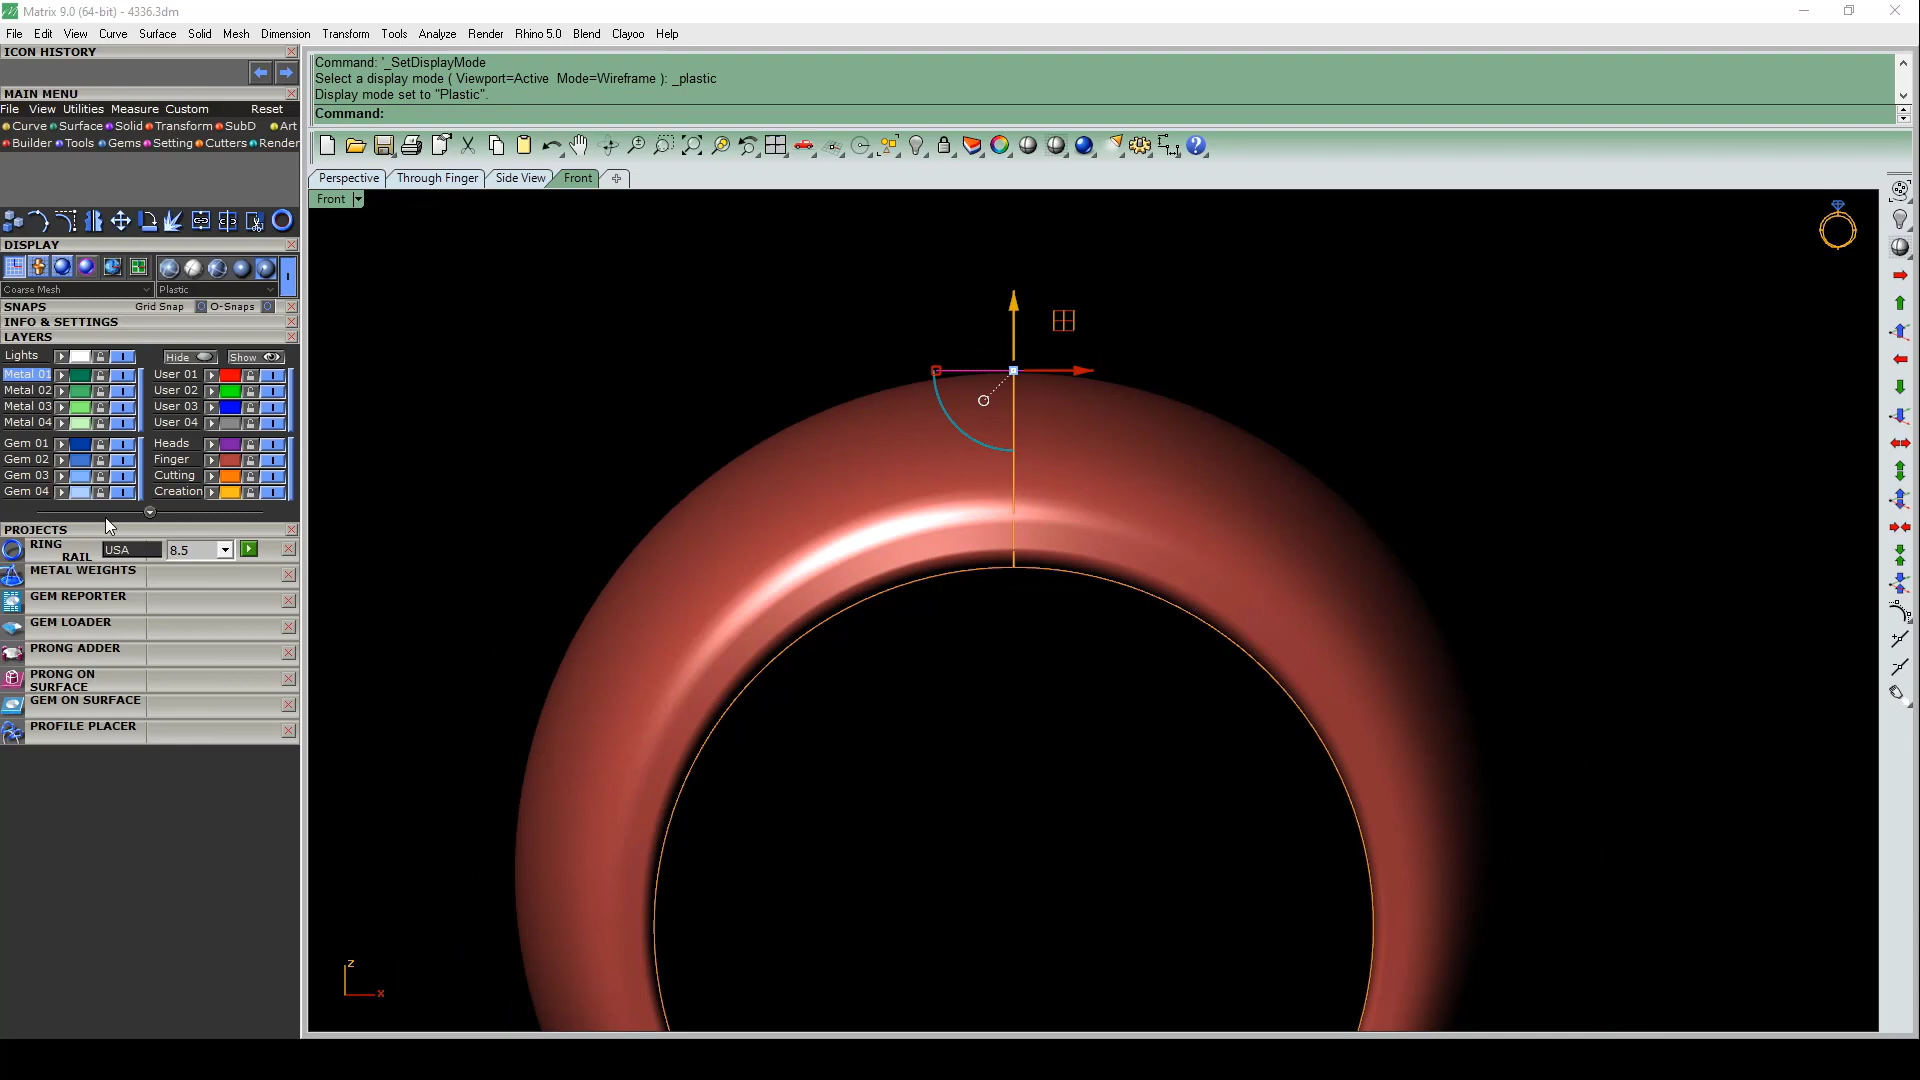 Matrix 9.0 (64-bit) - 4336.3dm
File Edit View Curve Surface Solid Mesh Dimension Transform Tools Analyze Render Rhino 5.0 Blend Clayoo Help
ICON HISTORY
MAIN MENU
File View Utilities Measure Custom Reset
Curve Surface Solid Transform SubD Art
Builder Tools Gems Setting Cutters Render
DISPLAY
Coarse Mesh Plastic
SNAPS Grid Snap O-Snaps
INFO & SETTINGS
LAYERS
Lights Hide Show
Metal 01 User 01
Metal 02 User 02
Metal 03 User 03
Metal 04 User 04
Gem 01 Heads
Gem 02 Finger
Gem 03 Cutting
Gem 04 Creation
PROJECTS
RING RAIL USA 8.5
METAL WEIGHTS
GEM REPORTER
GEM LOADER
PRONG ADDER
PRONG ON
SURFACE
GEM ON SURFACE
PROFILE PLACER
Command: '_SetDisplayMode
Select a display mode ( Viewport=Active Mode=Wireframe ): _plastic
Display mode set to "Plastic".
Command:
Perspective Through Finger Side View Front
Front
z
x